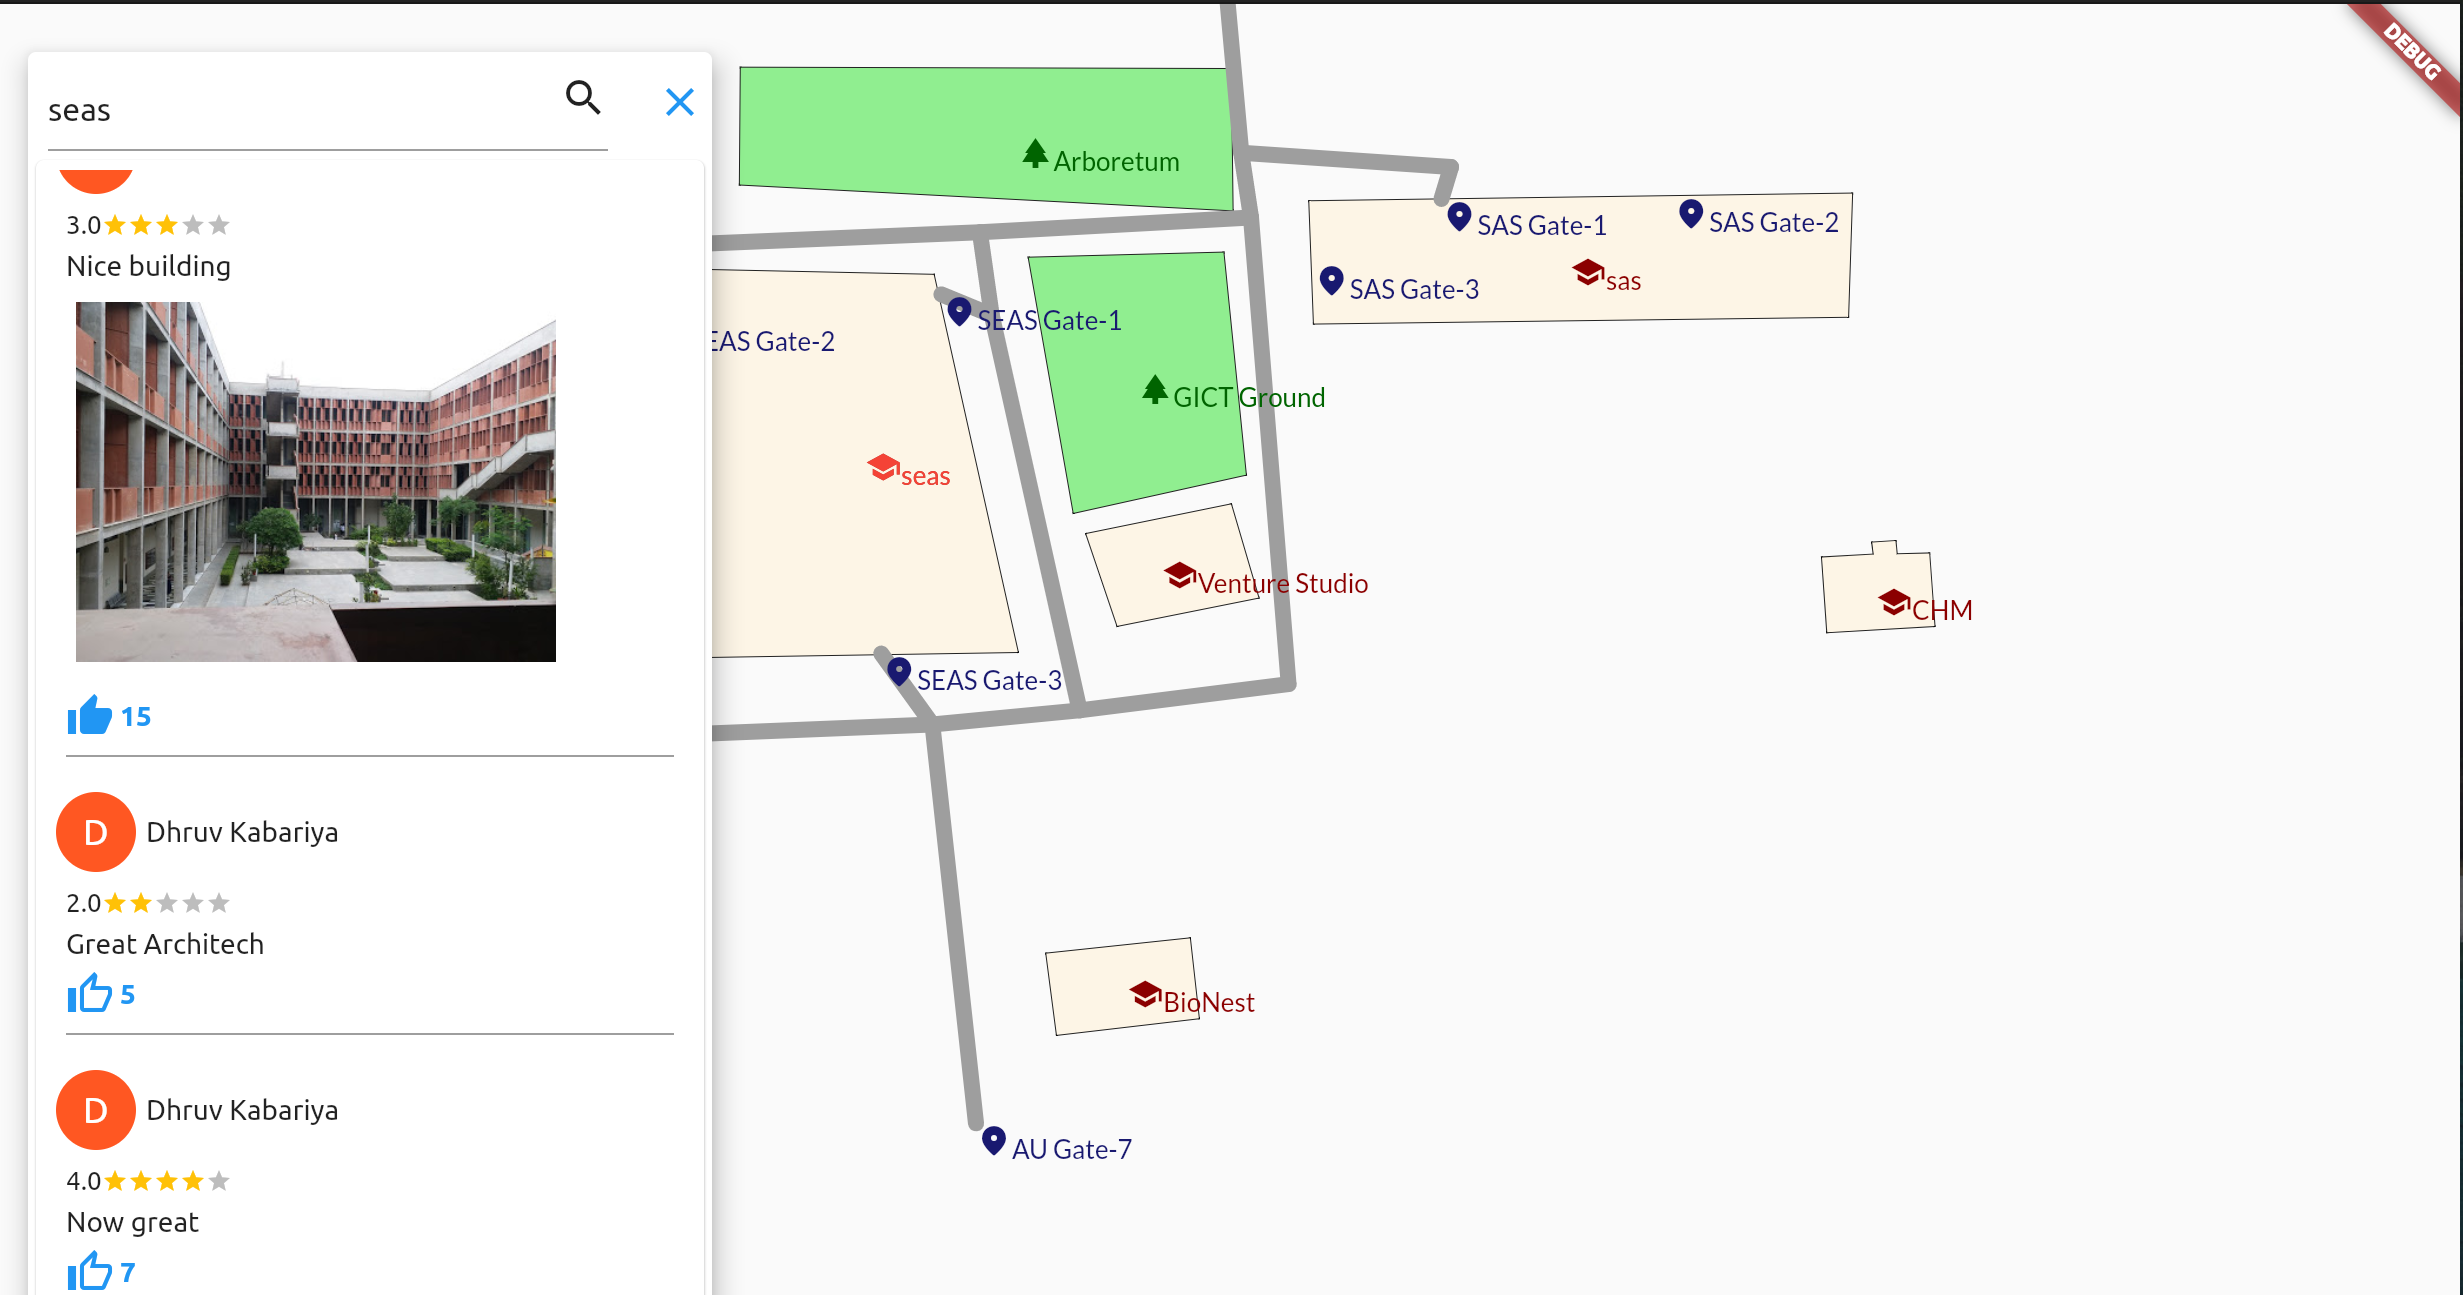 seas
3.0
Nice building
15
D
Dhruv Kabariya
2.0
Great Architech
5
D
Dhruv Kabariya
4.0
Now great
7
DEBUG
Arboretum
SAS Gate-1
SAS Gate-2
SAS Gate-3
sas
SEAS Gate-1
EAS Gate-2
GICT Ground
seas
Venture Studio
CHM
SEAS Gate-3
BioNest
AU Gate-7